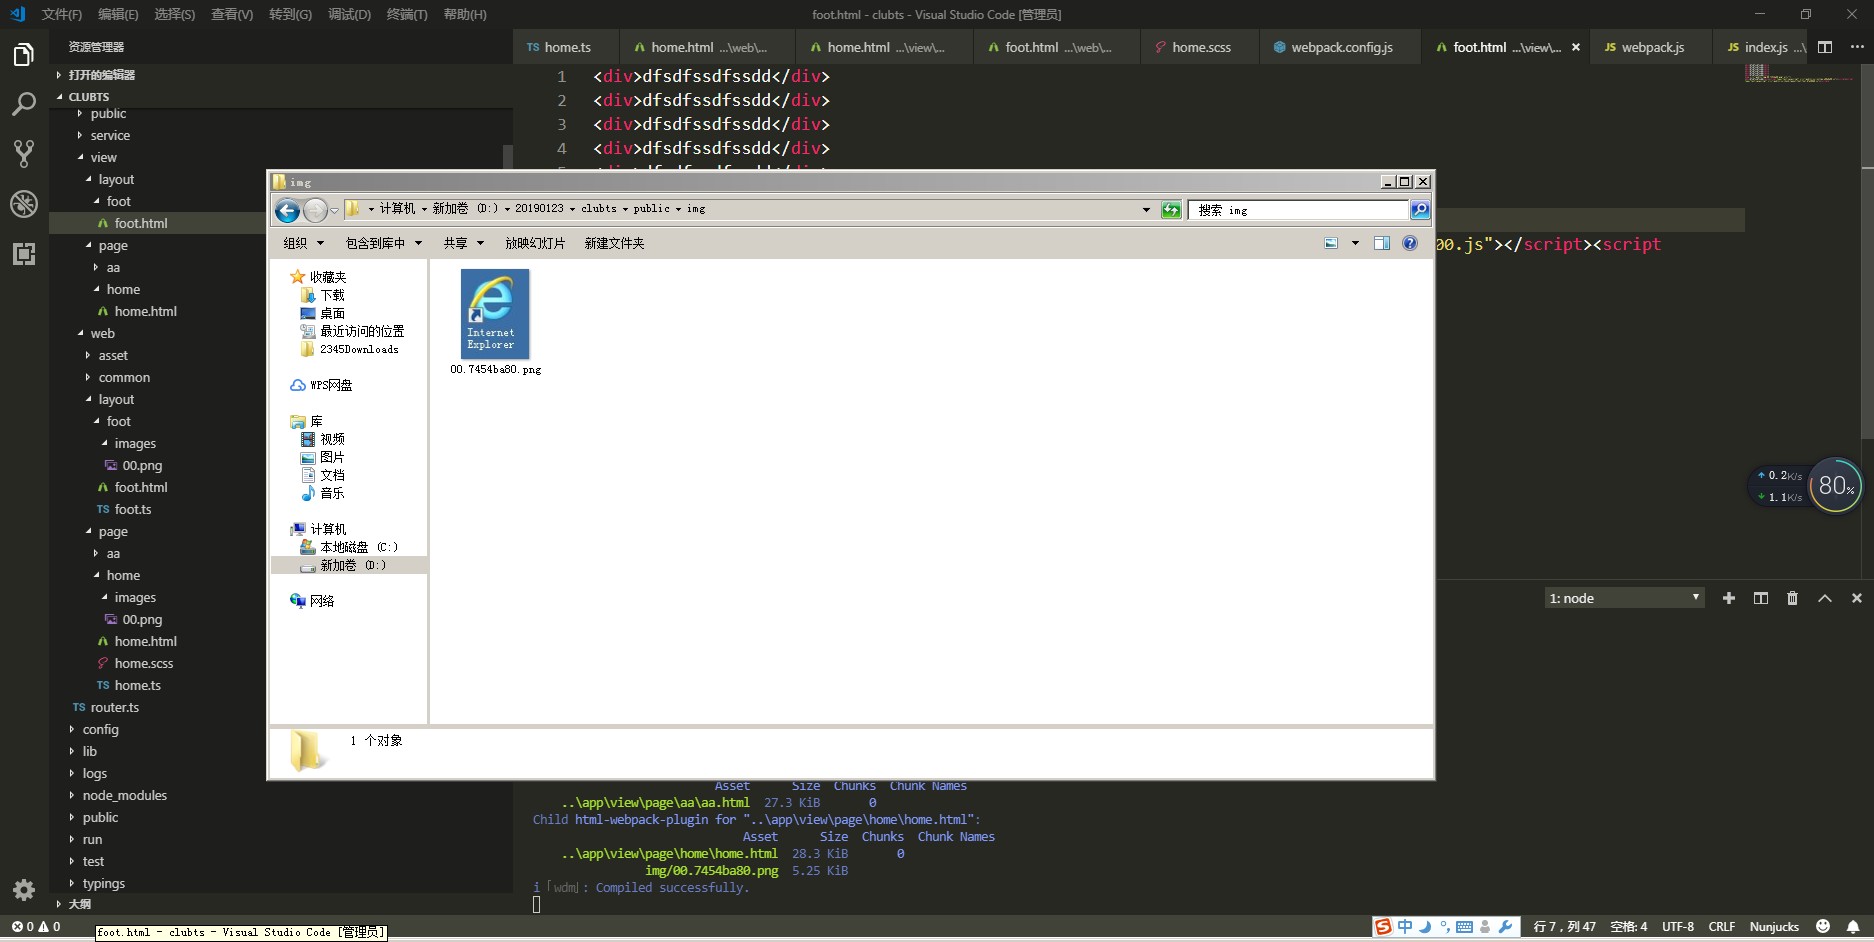 文件(F) 编辑(E) 选择(S) 查看(V) 转到(G) 调试(D) 终端(T) 帮助(H)
foot.html - clubts - Visual Studio Code [管理员]
资源管理器
打开的编辑器
CLUBTS
public
service
view
layout
foot
foot.html
page
aa
home
home.html
web
asset
common
layout
foot
images
00.png
foot.html
TS foot.ts
page
aa
home
images
00.png
home.html
home.scss
TS home.ts
TS router.ts
config
lib
logs
node_modules
public
run
test
typings
大纲
TS home.ts
home.html ...\web\...
home.html ...\view\...
foot.html ...\web\...
home.scss
webpack.config.js
foot.html ...\view\...
JS webpack.js
JS index.js ...\
1 <div>dfsdfssdfssdd</div>
2 <div>dfsdfssdfssdd</div>
3 <div>dfsdfssdfssdd</div>
4 <div>dfsdfssdfssdd</div>
00.js"></script><script
img
计算机 新加卷 (D:) 20190123 clubts public img
搜索 img
组织 包含到库中 共享 放映幻灯片 新建文件夹
收藏夹
下载
桌面
最近访问的位置
2345Downloads
WPS网盘
库
视频
图片
文档
音乐
计算机
本地磁盘 (C:)
新加卷 (D:)
网络
Internet
Explorer
00.7454ba80.png
1 个对象
0.2K/s
1.1K/s
80%
1: node
Asset Size Chunks Chunk Names
..\app\view\page\aa\aa.html 27.3 KiB 0
Child html-webpack-plugin for "..\app\view\page\home\home.html":
Asset Size Chunks Chunk Names
..\app\view\page\home\home.html 28.3 KiB 0
img/00.7454ba80.png 5.25 KiB
i「wdm」: Compiled successfully.
0 0
foot.html - clubts - Visual Studio Code [管理员]
中
行 7，列 47 空格: 4 UTF-8 CRLF Nunjucks